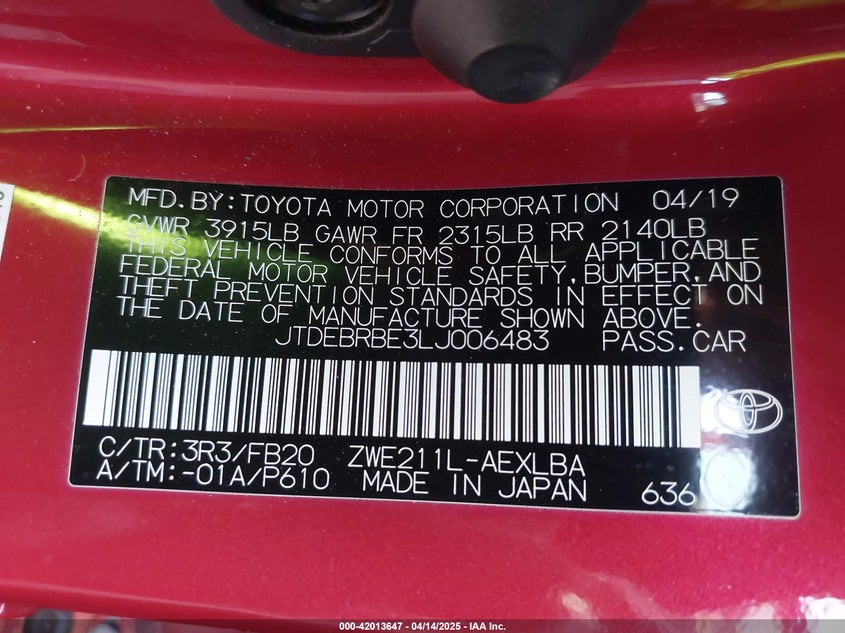 MFD. BY: TOYOTA MOTOR CORPORATION 04/19
GVWR 3915LB GAWR FR 2315LB RR 2140LB
THIS VEHICLE CONFORMS TO ALL APPLICABLE
FEDERAL MOTOR VEHICLE SAFETY, BUMPER, AND
THEFT PREVENTION STANDARDS IN EFFECT ON
THE DATE OF MANUFACTURE SHOWN ABOVE.
JTDEBRBE3LJ006483 PASS. CAR
C/TR: 3R3/FB20 ZWE211L-AEXLBA
A/TM: -01A/P610 MADE IN JAPAN 636
000-42013647 - 04/14/2025 - IAA Inc.